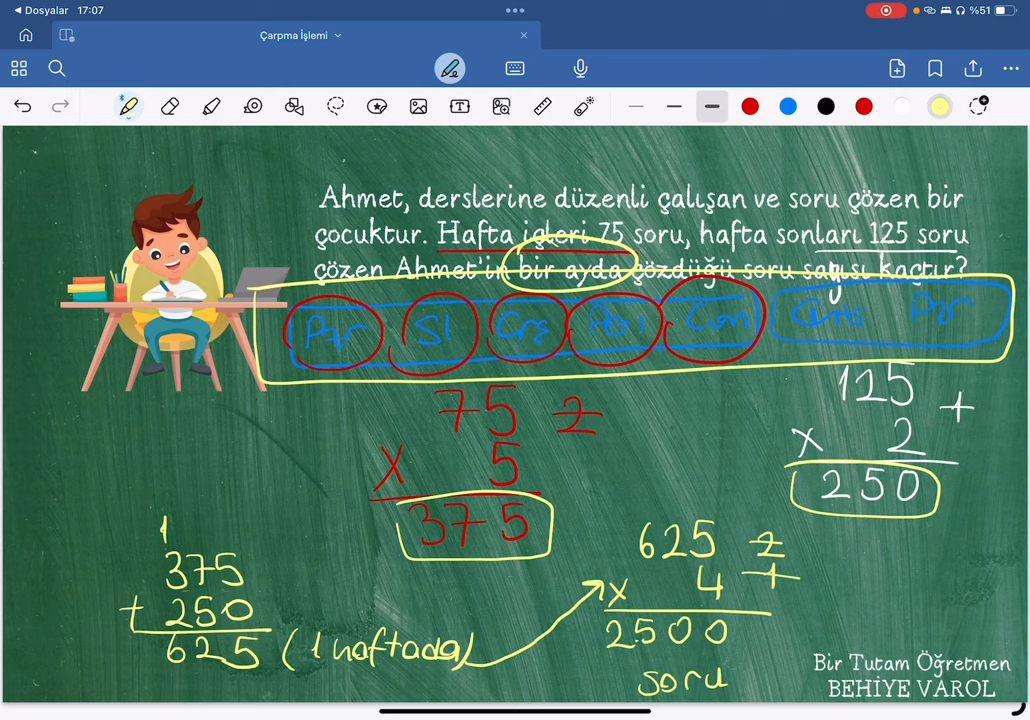 Dosyalar 17:07
%51
Çarpma İşlemi
Ahmet, derslerine düzenli çalışan ve soru çözen bir
çocuktur. Hafta içleri 75 soru, hafta sonları 125 soru
çözen Ahmet'in bir ayda çözdüğü soru sayısı kaçtır?
Pzr Sl Çrş Cum Cmts Pzr
75 2
x 5
375
125 +
x 2
250
1
375
+ 250
625 (1 haftada)
625 2
x 4 +
2500
soru
Bir Tutam Öğretmen
BEHİYE VAROL